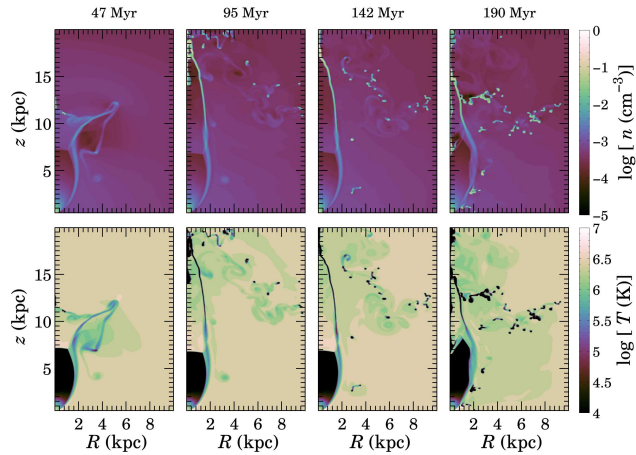 47 Myr 95 Myr 142 Myr 190 Myr
z (kpc) 15 10 5
0 -1 -2 -3 -4 -5
log [ n (cm⁻³) ]
z (kpc) 15 10 5
7 6.5 6 5.5 5 4.5 4
log [ T (K) ]
2 4 6 8 2 4 6 8 2 4 6 8 2 4 6 8
R (kpc) R (kpc) R (kpc) R (kpc)